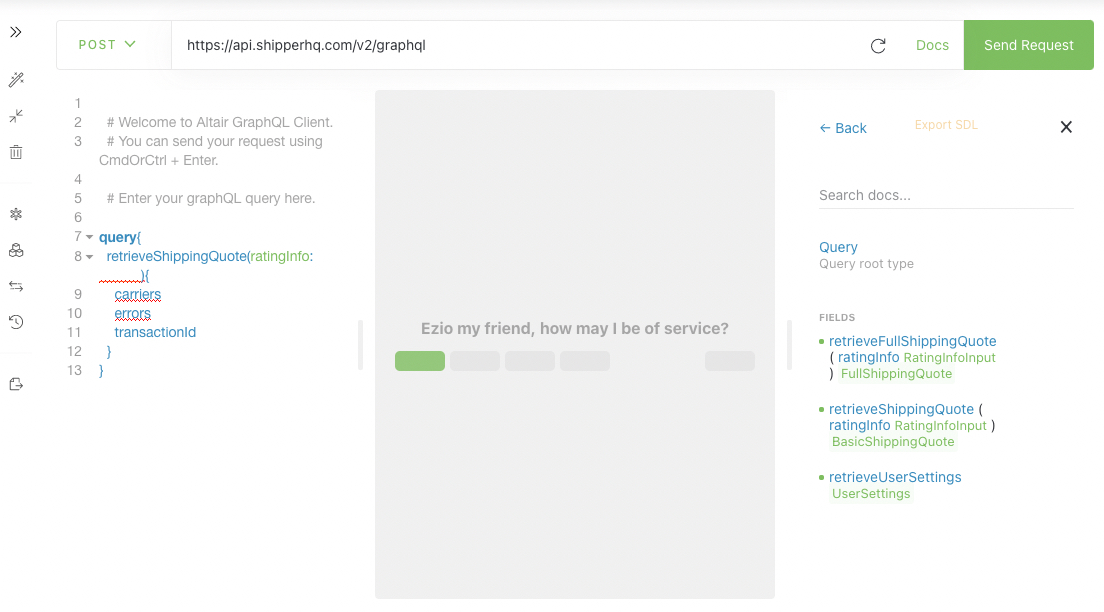 POST
https://api.shipperhq.com/v2/graphql
Docs
Send Request
1
2 # Welcome to Altair GraphQL Client.
3 # You can send your request using
CmdOrCtrl + Enter.
4
5 # Enter your graphQL query here.
6
7 query{
8 retrieveShippingQuote(ratingInfo:
){
9 carriers
10 errors
11 transactionId
12 }
13 }
Ezio my friend, how may I be of service?
← Back
Export SDL
Search docs...
Query
Query root type
FIELDS
retrieveFullShippingQuote
( ratingInfo RatingInfoInput
) FullShippingQuote
retrieveShippingQuote (
ratingInfo RatingInfoInput )
BasicShippingQuote
retrieveUserSettings
UserSettings